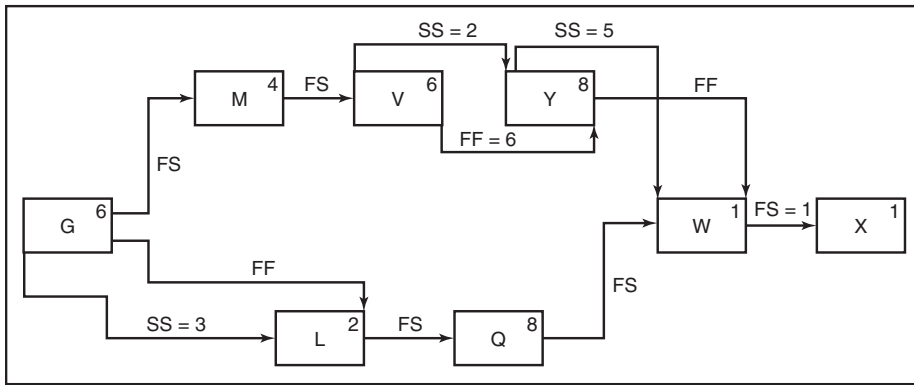 SS = 2
SS = 5
M 4
FS
V 6
Y 8
FF
FF = 6
FS
G 6
W 1
FS = 1
X 1
FF
FS
SS = 3
L 2
FS
Q 8